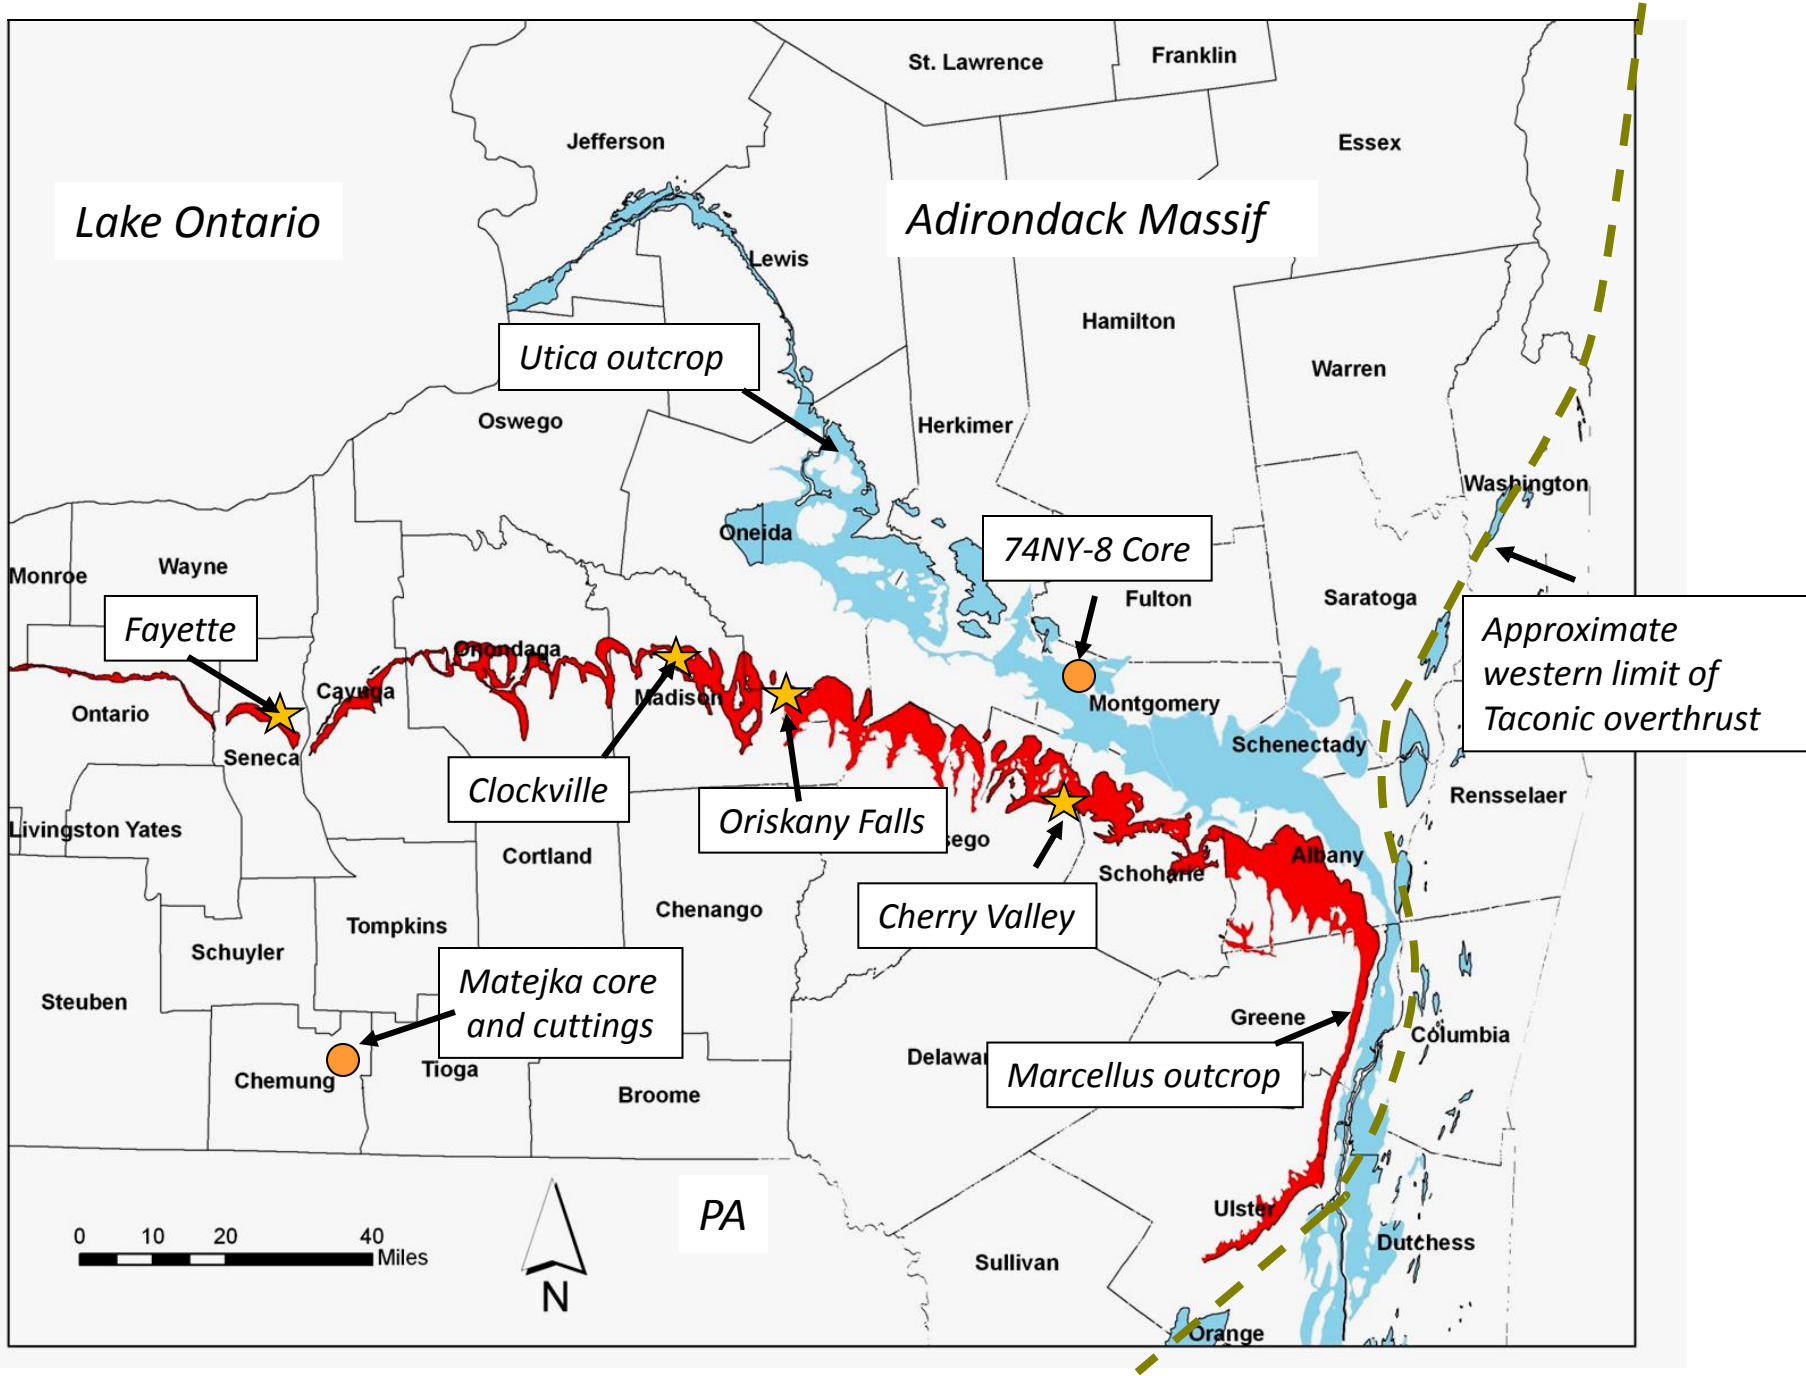 St. Lawrence
Franklin
Jefferson
Essex
Lake Ontario
Adirondack Massif
Lewis
Hamilton
Utica outcrop
Warren
Oswego
Herkimer
Washington
Oneida
74NY-8 Core
Wayne
Monroe
Fulton
Saratoga
Fayette
Approximate
western limit of
Taconic overthrust
Onondaga
Cayuga
Madison
Ontario
Montgomery
Schenectady
Seneca
Clockville
Rensselaer
Oriskany Falls
Livingston
Yates
sego
Cortland
Albany
Schoharie
Chenango
Cherry Valley
Tompkins
Schuyler
Matejka core
and cuttings
Steuben
Greene
Columbia
Delawa
Tioga
Marcellus outcrop
Chemung
Broome
Ulster
PA
0 10 20 40
Miles
Dutchess
Sullivan
N
Orange